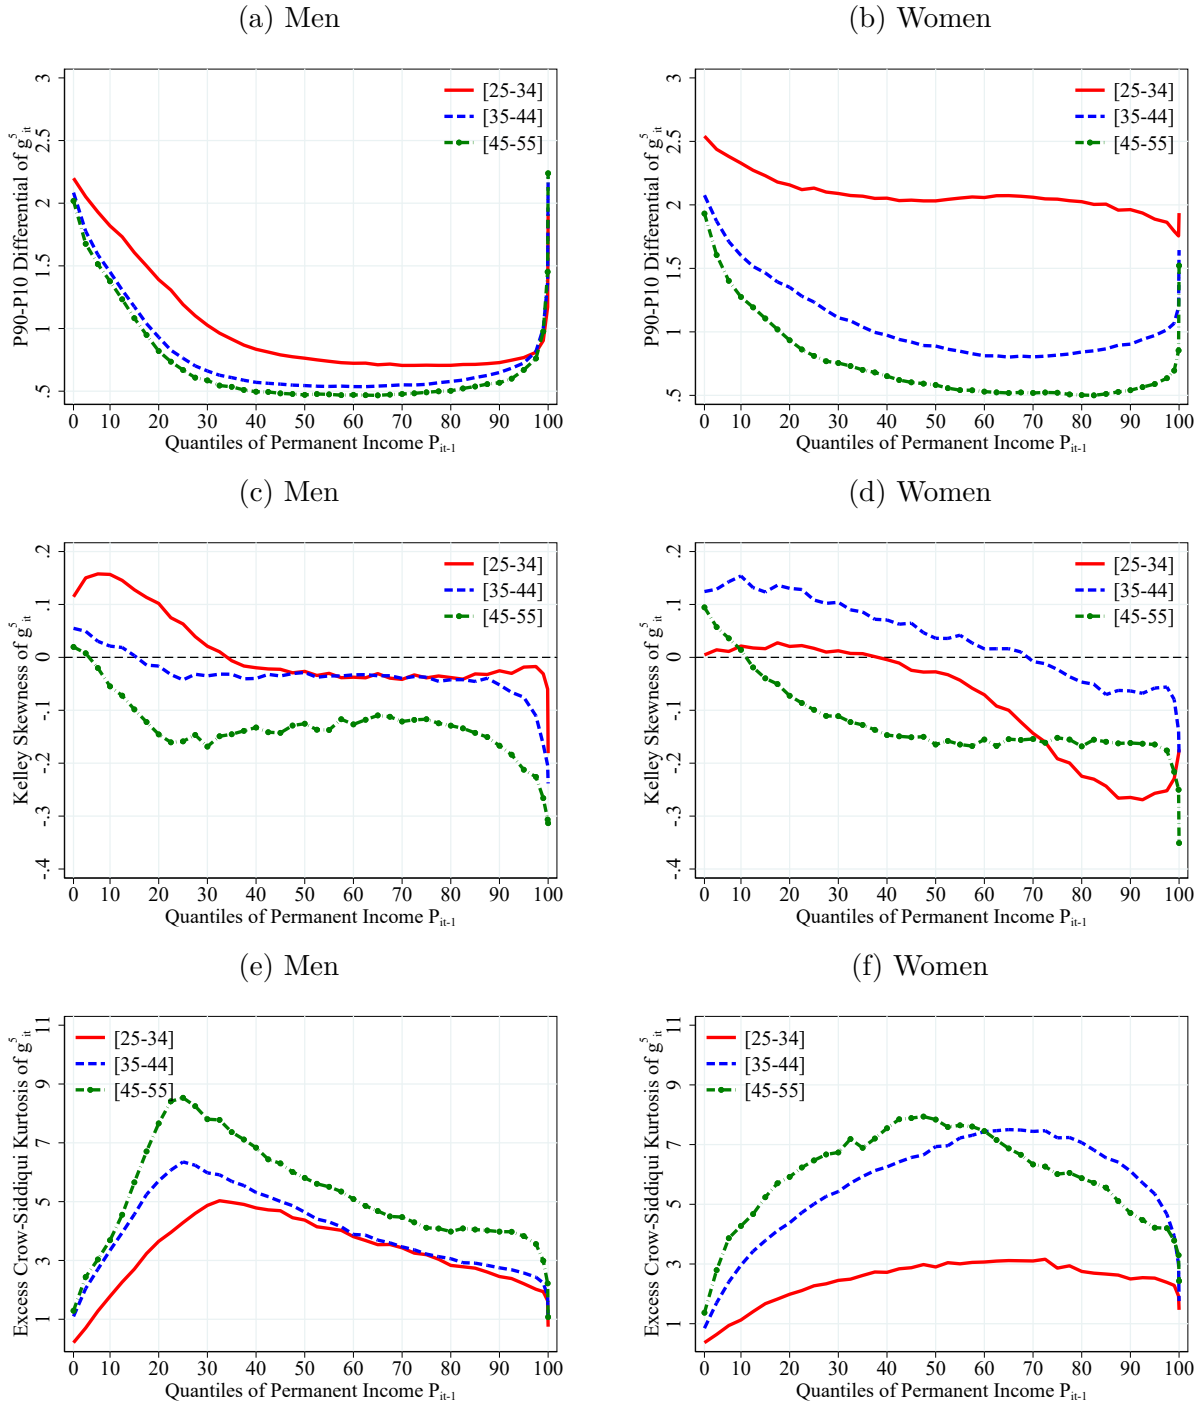 (a) Men
P90-P10 Differential of g⁵ᵢₜ
3
2.5
2
1.5
1
.5
[25-34]
[35-44]
[45-55]
0 10 20 30 40 50 60 70 80 90 100
Quantiles of Permanent Income Pit-1
(b) Women
P90-P10 Differential of g⁵ᵢₜ
3
2.5
2
1.5
1
.5
[25-34]
[35-44]
[45-55]
0 10 20 30 40 50 60 70 80 90 100
Quantiles of Permanent Income Pit-1
(c) Men
Kelley Skewness of g⁵ᵢₜ
.2
.1
0
-.1
-.2
-.3
-.4
[25-34]
[35-44]
[45-55]
0 10 20 30 40 50 60 70 80 90 100
Quantiles of Permanent Income Pit-1
(d) Women
Kelley Skewness of g⁵ᵢₜ
.2
.1
0
-.1
-.2
-.3
-.4
[25-34]
[35-44]
[45-55]
0 10 20 30 40 50 60 70 80 90 100
Quantiles of Permanent Income Pit-1
(e) Men
Excess Crow-Siddiqui Kurtosis of g⁵ᵢₜ
11
9
7
5
3
1
[25-34]
[35-44]
[45-55]
0 10 20 30 40 50 60 70 80 90 100
Quantiles of Permanent Income Pit-1
(f) Women
Excess Crow-Siddiqui Kurtosis of g⁵ᵢₜ
11
9
7
5
3
1
[25-34]
[35-44]
[45-55]
0 10 20 30 40 50 60 70 80 90 100
Quantiles of Permanent Income Pit-1